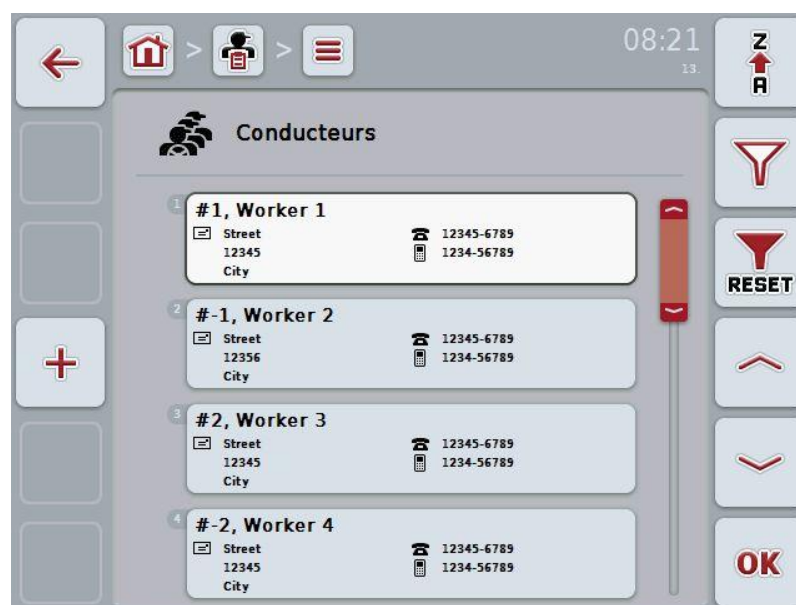 08:21
13.
Z
A
Conducteurs
1
#1, Worker 1
Street
12345-6789
12345
1234-56789
City
RESET
2
#-1, Worker 2
Street
12345-6789
12356
1234-56789
City
3
#2, Worker 3
Street
12345-6789
12345
1234-56789
City
4
#-2, Worker 4
Street
12345-6789
12345
1234-56789
City
OK